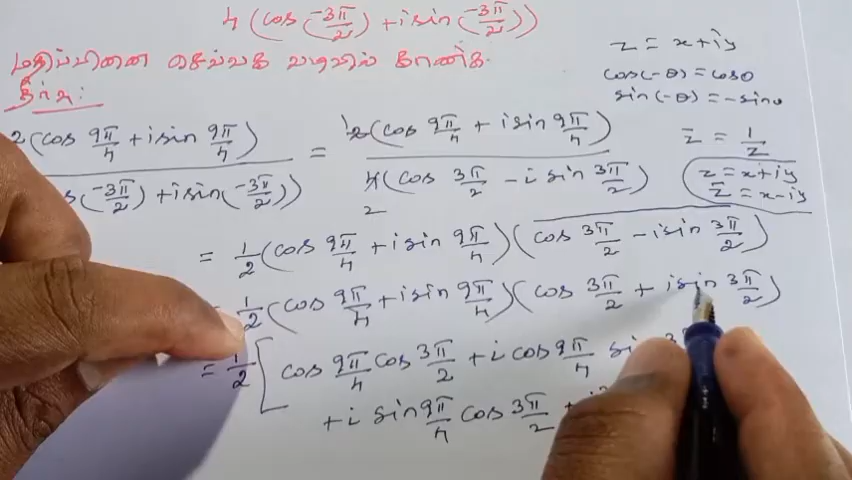 4 (cos (-3π/2) + i sin (-3π/2))
மதிப்பினை செவ்வக வடிவில் காண்க.
தீர்வு:
z = x+iy
cos(-θ) = cosθ
sin(-θ) = -sinθ
z̄ = 1/z
z = x+iy
z̄ = x-iy
2(cos 9π/4 + i sin 9π/4) / (-3π/2) + i sin(-3π/2)) = 2(cos 9π/4 + i sin 9π/4) / 4(cos 3π/2 - i sin 3π/2)
2
= 1/2 (cos 9π/4 + i sin 9π/4) (cos 3π/2 - i sin 3π/2)
1/2 (cos 9π/4 + i sin 9π/4) (cos 3π/2 + i sin 3π/2)
= 1/2 [ cos 9π/4 cos 3π/2 + i cos 9π/4
+ i sin 9π/4 cos 3π/2 +